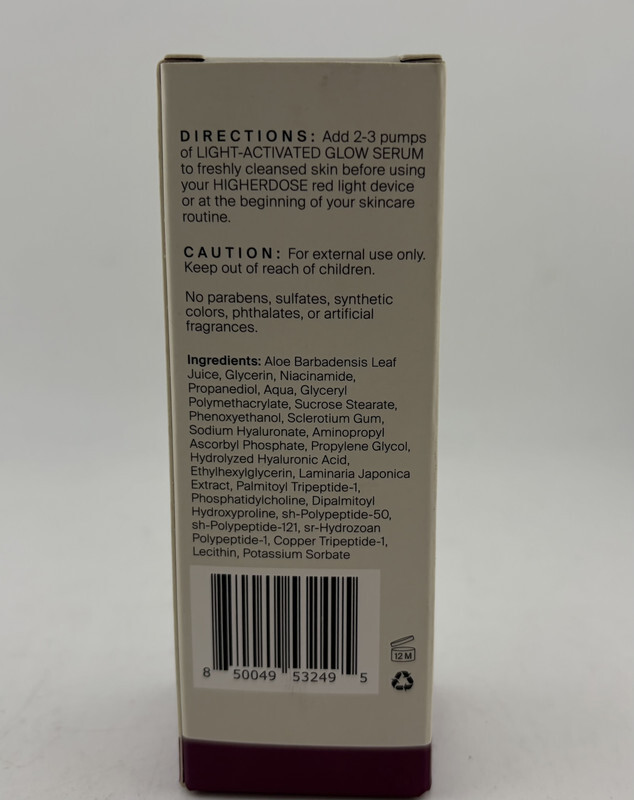 DIRECTIONS: Add 2-3 pumps
of LIGHT-ACTIVATED GLOW SERUM
to freshly cleansed skin before using
your HIGHERDOSE red light device
or at the beginning of your skincare
routine.
CAUTION: For external use only.
Keep out of reach of children.
No parabens, sulfates, synthetic
colors, phthalates, or artificial
fragrances.
Ingredients: Aloe Barbadensis Leaf
Juice, Glycerin, Niacinamide,
Propanediol, Aqua, Glyceryl
Polymethacrylate, Sucrose Stearate,
Phenoxyethanol, Sclerotium Gum,
Sodium Hyaluronate, Aminopropyl
Ascorbyl Phosphate, Propylene Glycol,
Hydrolyzed Hyaluronic Acid,
Ethylhexylglycerin, Laminaria Japonica
Extract, Palmitoyl Tripeptide-1,
Phosphatidylcholine, Dipalmitoyl
Hydroxyproline, sh-Polypeptide-50,
sh-Polypeptide-121, sr-Hydrozoan
Polypeptide-1, Copper Tripeptide-1,
Lecithin, Potassium Sorbate
12 M
8 50049 53249 5